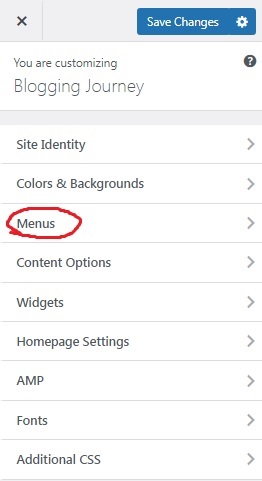 Save Changes
You are customizing
Blogging Journey
Site Identity
Colors & Backgrounds
Menus
Content Options
Widgets
Homepage Settings
AMP
Fonts
Additional CSS